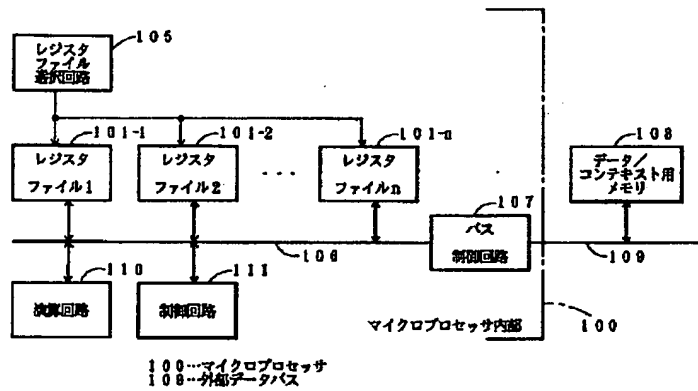 105
レジスタ
ファイル
選択回路
101-1
101-2
101-n
108
レジスタ
ファイル1
レジスタ
ファイル2
...
レジスタ
ファイルn
データ/
コンテキスト用
メモリ
107
バス
制御回路
106
109
110
111
演算回路
制御回路
マイクロプロセッサ内部
100
100…マイクロプロセッサ
109…外部データバス